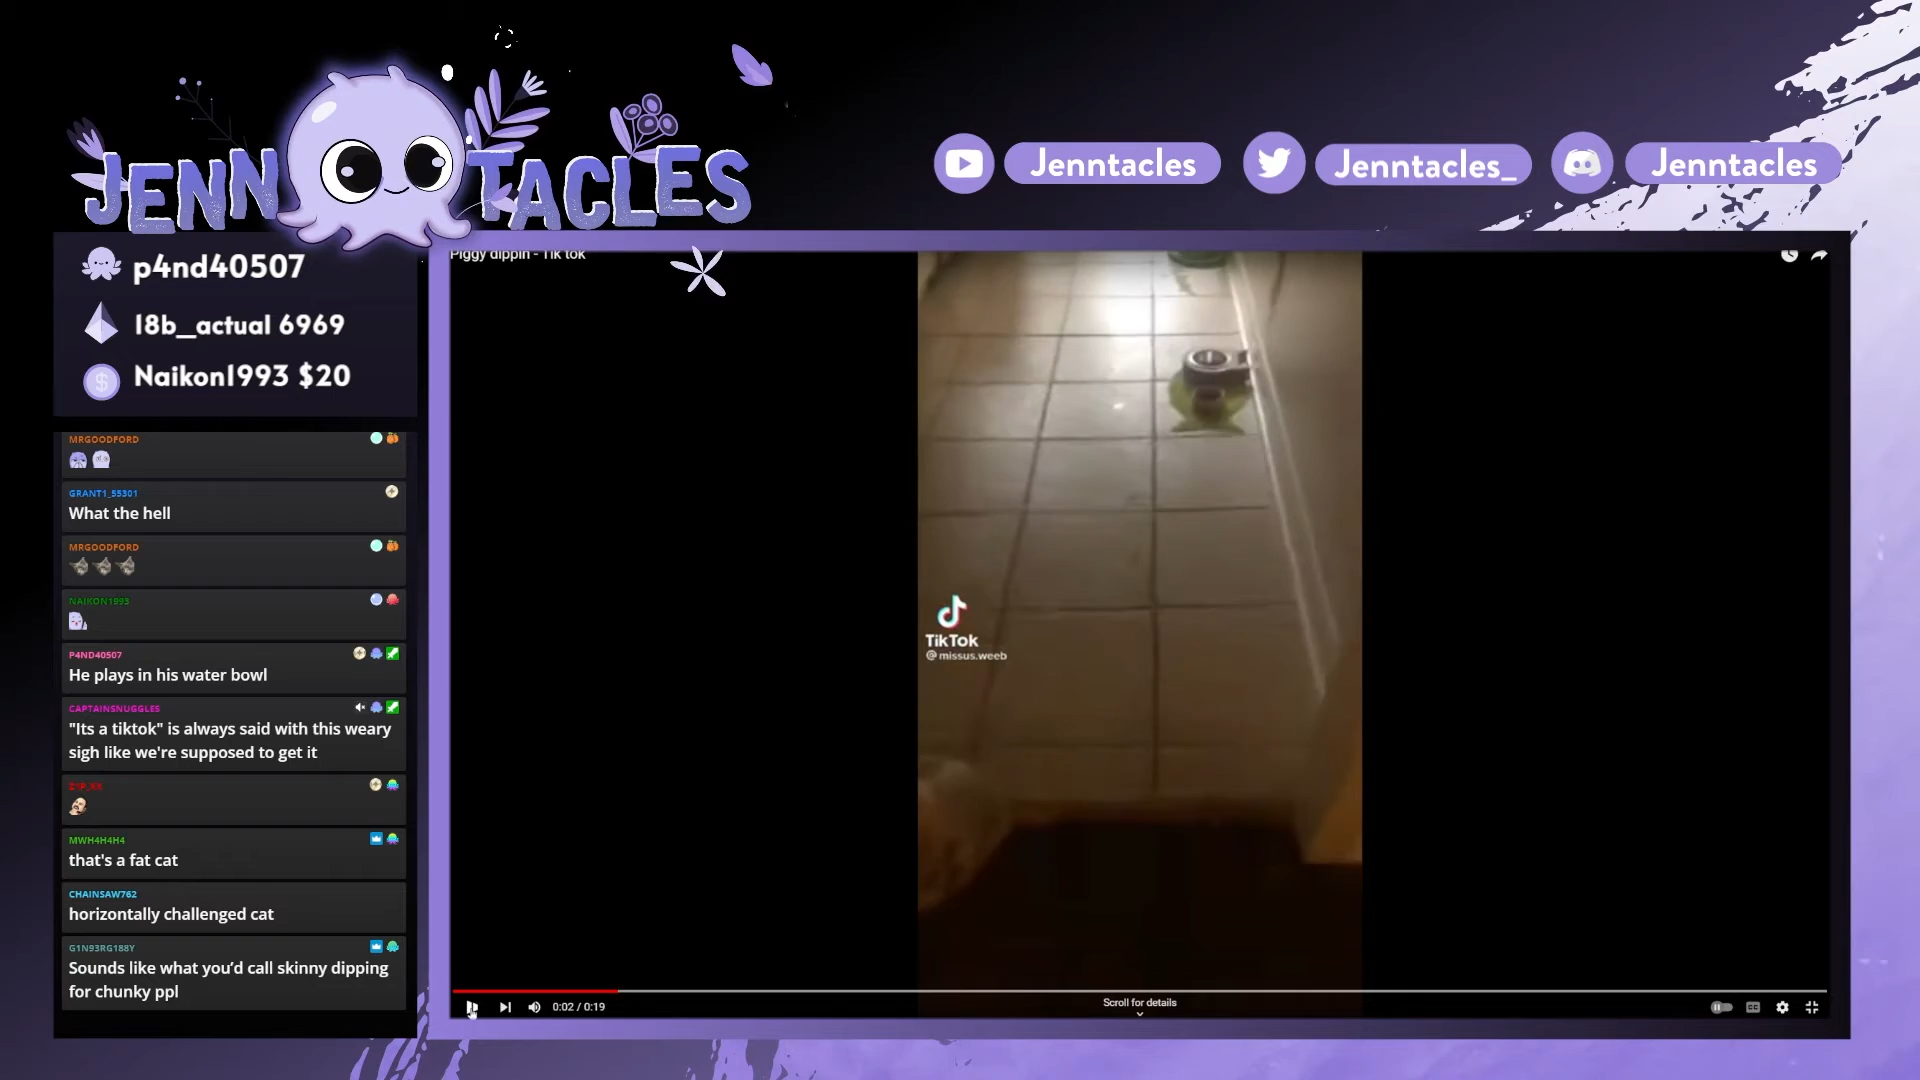 JENNTACLES
Jenntacles
Jenntacles_
Jenntacles
p4nd40507
18b_actual 6969
Naikon1993 $20
Piggy dippin - Tik tok
MRGOODFORD
GRANT1_55301
What the hell
MRGOODFORD
NAIKON1993
P4ND40507
He plays in his water bowl
CAPTAINSNUGGLES
"Its a tiktok" is always said with this weary
sigh like we're supposed to get it
MWH4H4H4
that's a fat cat
CHAINSAW762
horizontally challenged cat
G1N93RG188Y
Sounds like what you’d call skinny dipping
for chunky ppl
TikTok
@missus.weeb
0:02 / 0:19
Scroll for details